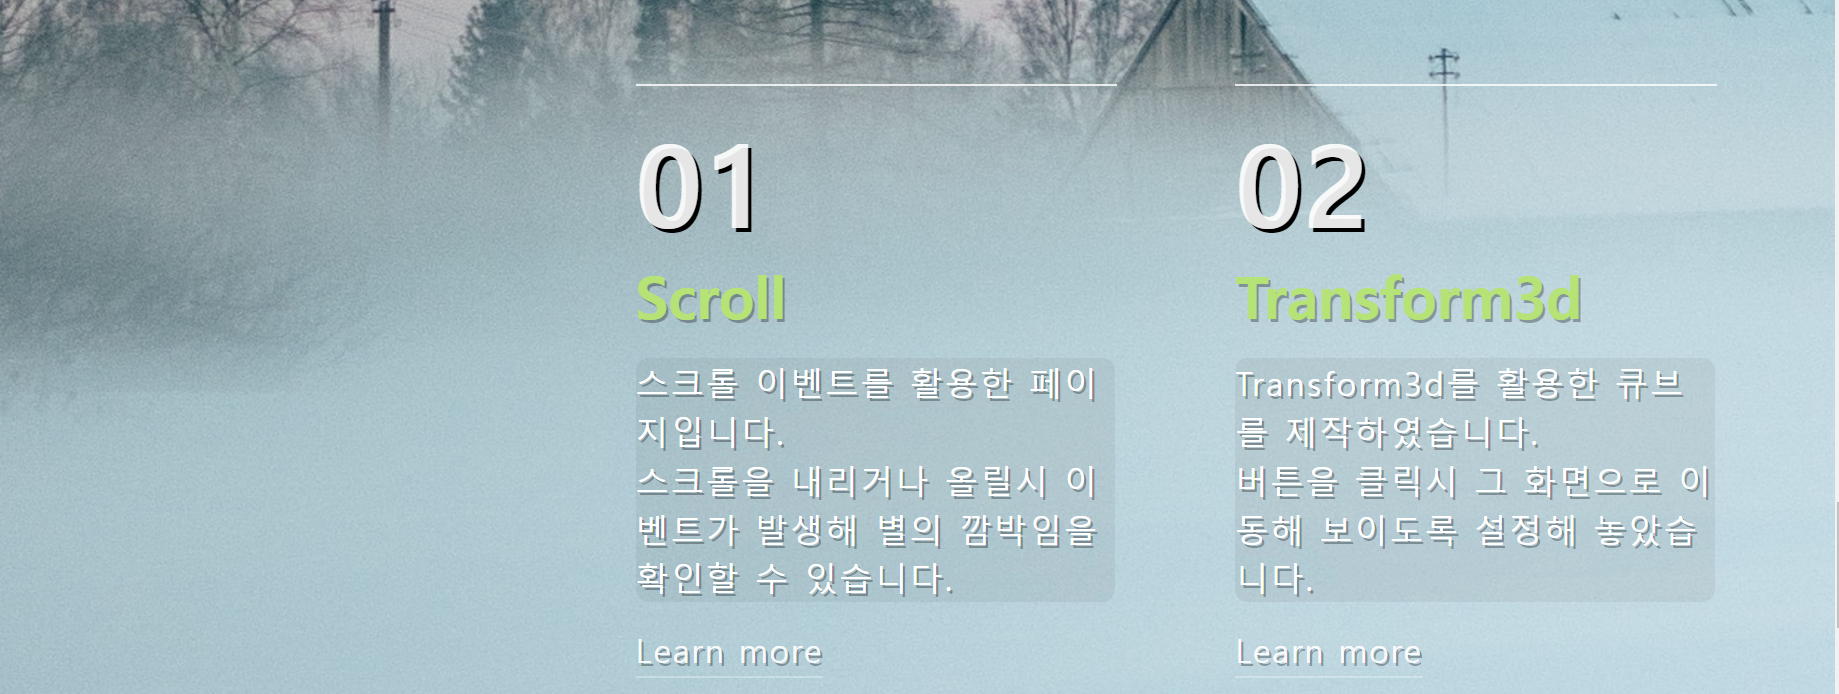 01
Scroll
스크롤 이벤트를 활용한 페이
지입니다.
스크롤을 내리거나 올릴시 이
벤트가 발생해 별의 깜박임을
확인할 수 있습니다.
Learn more
02
Transform3d
Transform3d를 활용한 큐브
를 제작하였습니다.
버튼을 클릭시 그 화면으로 이
동해 보이도록 설정해 놓았습
니다.
Learn more